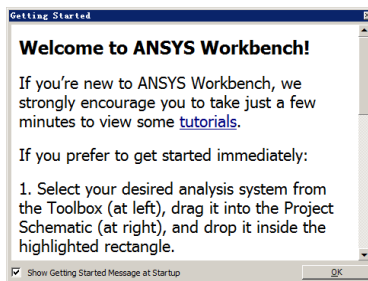 Getting Started
Welcome to ANSYS Workbench!
If you're new to ANSYS Workbench, we
strongly encourage you to take just a few
minutes to view some tutorials.
If you prefer to get started immediately:
1. Select your desired analysis system from
the Toolbox (at left), drag it into the Project
Schematic (at right), and drop it inside the
highlighted rectangle.
Show Getting Started Message at Startup
OK